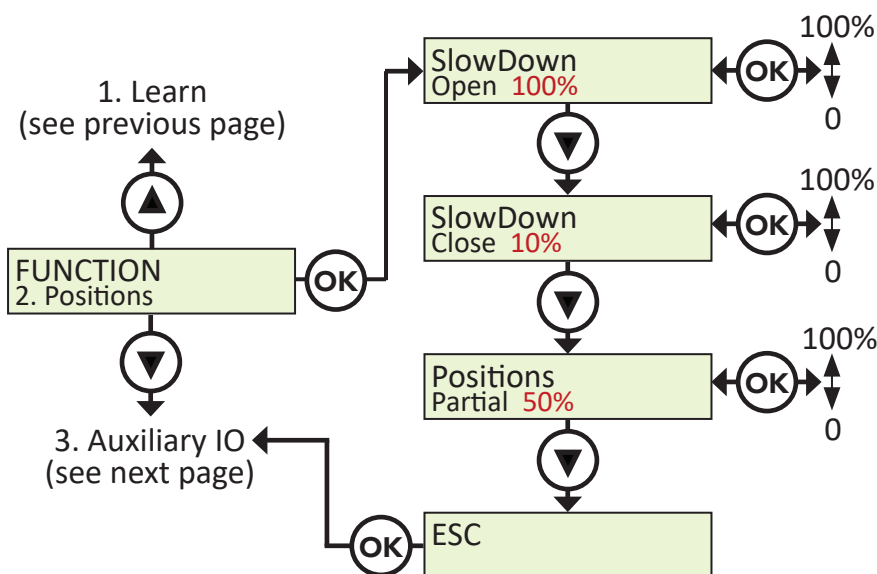 1. Learn
(see previous page)
FUNCTION
2. Positions
OK
3. Auxiliary IO
(see next page)
SlowDown
Open 100%
OK
100%
0
SlowDown
Close 10%
OK
100%
0
Positions
Partial 50%
OK
100%
0
ESC
OK